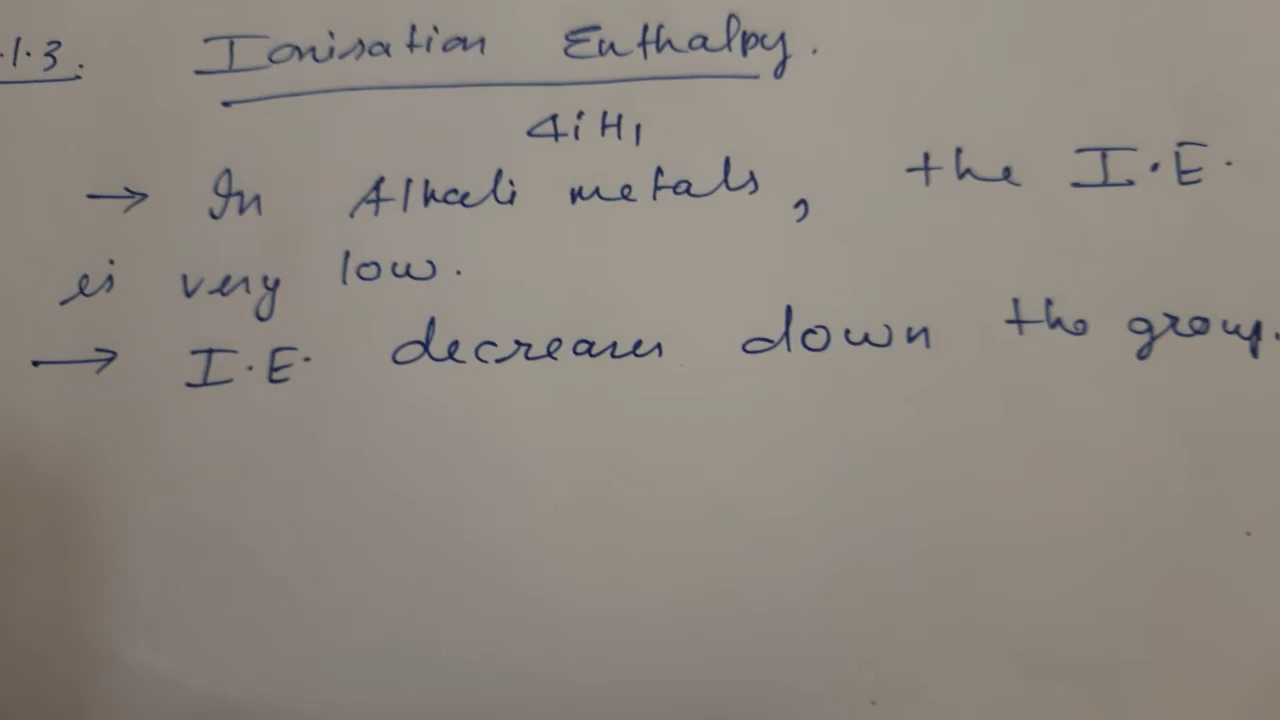 .1.3. Ionisation Enthalpy.
ΔiH1
→ In Alkali metals, the I.E.
is very low.
→ I.E. decreases down the group.